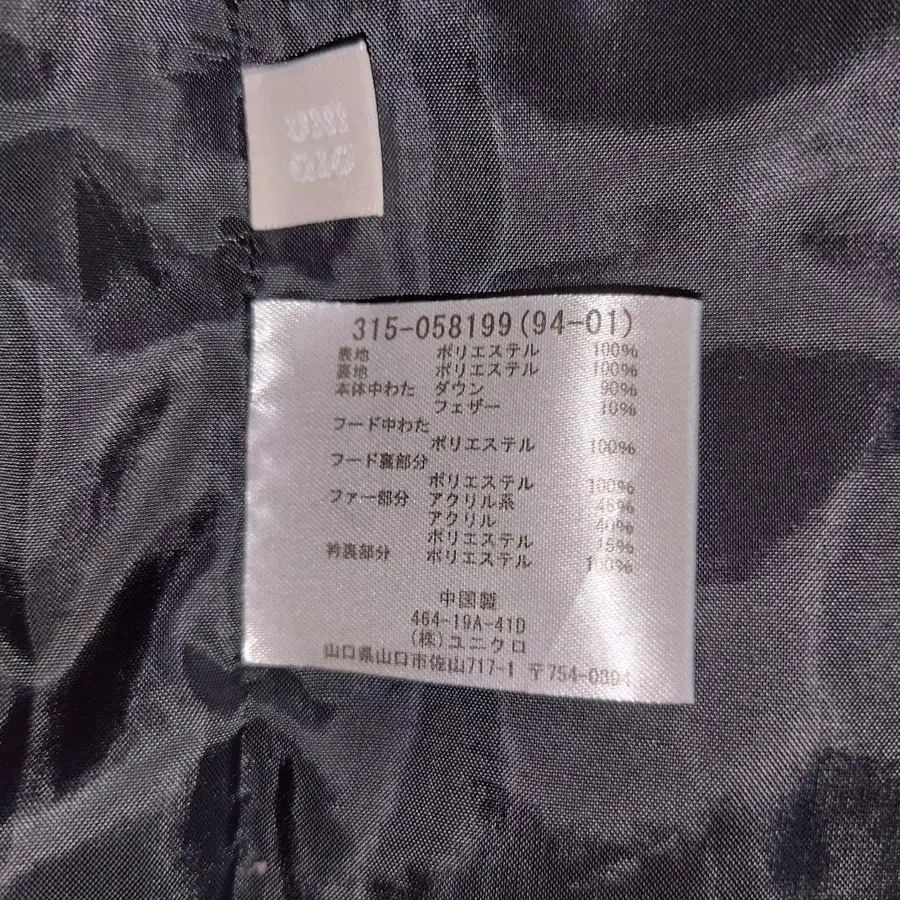 UNI
QLO
315-058199(94-01)
表地 ポリエステル 100%
裏地 ポリエステル 100%
本体中わた ダウン 90%
フェザー 10%
フード中わた
ポリエステル 100%
フード裏部分
ポリエステル 100%
ファー部分 アクリル系 45%
アクリル 40%
ポリエステル 15%
衿裏部分 ポリエステル 100%
中国製
464-19A-41D
(株)ユニクロ
山口県山口市佐山717-1